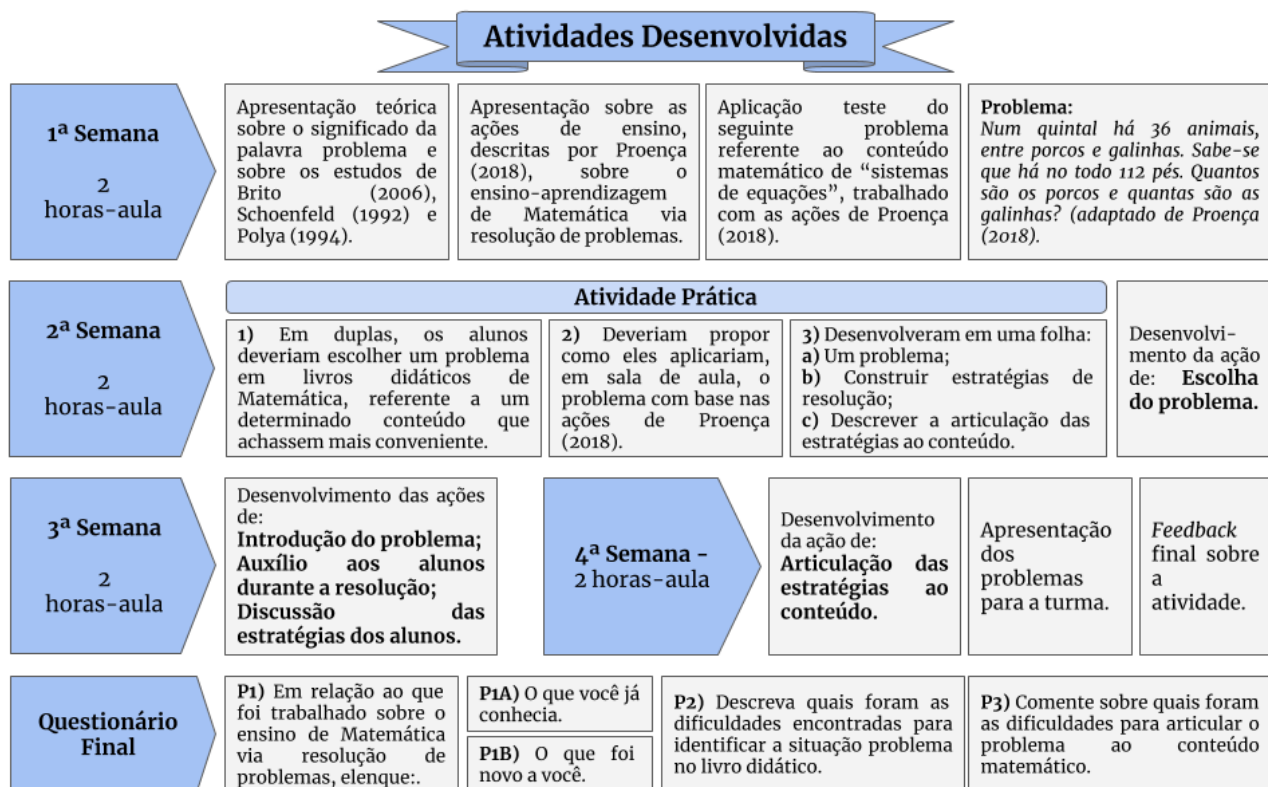 Atividades Desenvolvidas
1ª Semana
2
horas-aula
Apresentação teórica
sobre o significado da
palavra problema e
sobre os estudos de
Brito (2006),
Schoenfeld (1992) e
Polya (1994).
Apresentação sobre as
ações de ensino,
descritas por Proença
(2018), sobre o
ensino-aprendizagem
de Matemática via
resolução de problemas.
Aplicação teste do
seguinte problema
referente ao conteúdo
matemático de “sistemas
de equações”, trabalhado
com as ações de Proença
(2018).
Problema:
Num quintal há 36 animais,
entre porcos e galinhas. Sabe-se
que há no todo 112 pés. Quantos
são os porcos e quantas são as
galinhas? (adaptado de Proença
(2018).
2ª Semana
2
horas-aula
Atividade Prática
1) Em duplas, os alunos
deveriam escolher um problema
em livros didáticos de
Matemática, referente a um
determinado conteúdo que
achassem mais conveniente.
2) Deveriam propor
como eles aplicariam,
em sala de aula, o
problema com base nas
ações de Proença
(2018).
3) Desenvolveram em uma folha:
a) Um problema;
b) Construir estratégias de
resolução;
c) Descrever a articulação das
estratégias ao conteúdo.
Desenvolvi-
mento da ação
de: Escolha
do problema.
3ª Semana
2
horas-aula
Desenvolvimento das ações
de:
Introdução do problema;
Auxílio aos alunos
durante a resolução;
Discussão das
estratégias dos alunos.
4ª Semana -
2 horas-aula
Desenvolvimento
da ação de:
Articulação das
estratégias ao
conteúdo.
Apresentação
dos
problemas
para a turma.
Feedback
final sobre
a
atividade.
Questionário
Final
P1) Em relação ao que
foi trabalhado sobre o
ensino de Matemática
via resolução de
problemas, elenque:.
P1A) O que você já
conhecia.
P1B) O que foi
novo a você.
P2) Descreva quais foram as
dificuldades encontradas para
identificar a situação problema
no livro didático.
P3) Comente sobre quais foram
as dificuldades para articular o
problema ao conteúdo
matemático.